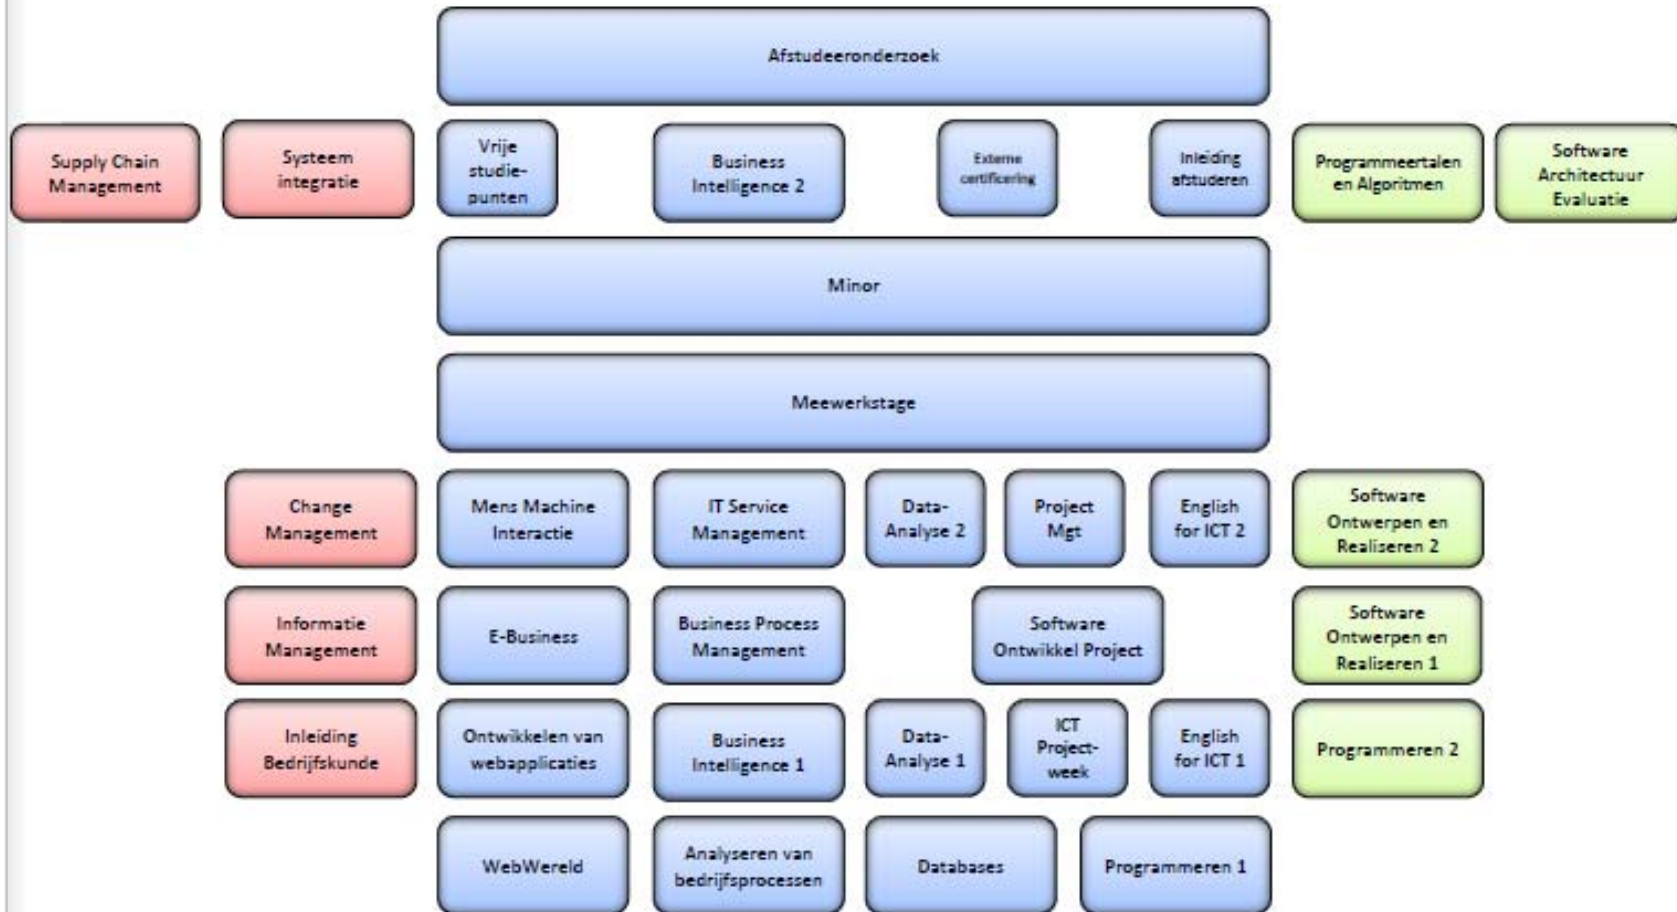 Afstudeeronderzoek
Supply Chain
Management
Systeem
integratie
Vrije
studie-
punten
Business
Intelligence 2
Externe
certificering
Inleiding
afstuderen
Programmeertalen
en Algoritmen
Software
Architectuur
Evaluatie
Minor
Meewerkstage
Change
Management
Mens Machine
Interactie
IT Service
Management
Data-
Analyse 2
Project
Mgt
English
for ICT 2
Software
Ontwerpen en
Realiseren 2
Informatie
Management
E-Business
Business Process
Management
Software
Ontwikkel Project
Software
Ontwerpen en
Realiseren 1
Inleiding
Bedrijfskunde
Ontwikkelen van
webapplicaties
Business
Intelligence 1
Data-
Analyse 1
ICT
Project-
week
English
for ICT 1
Programmeren 2
WebWereld
Analyseren van
bedrijfsprocessen
Databases
Programmeren 1